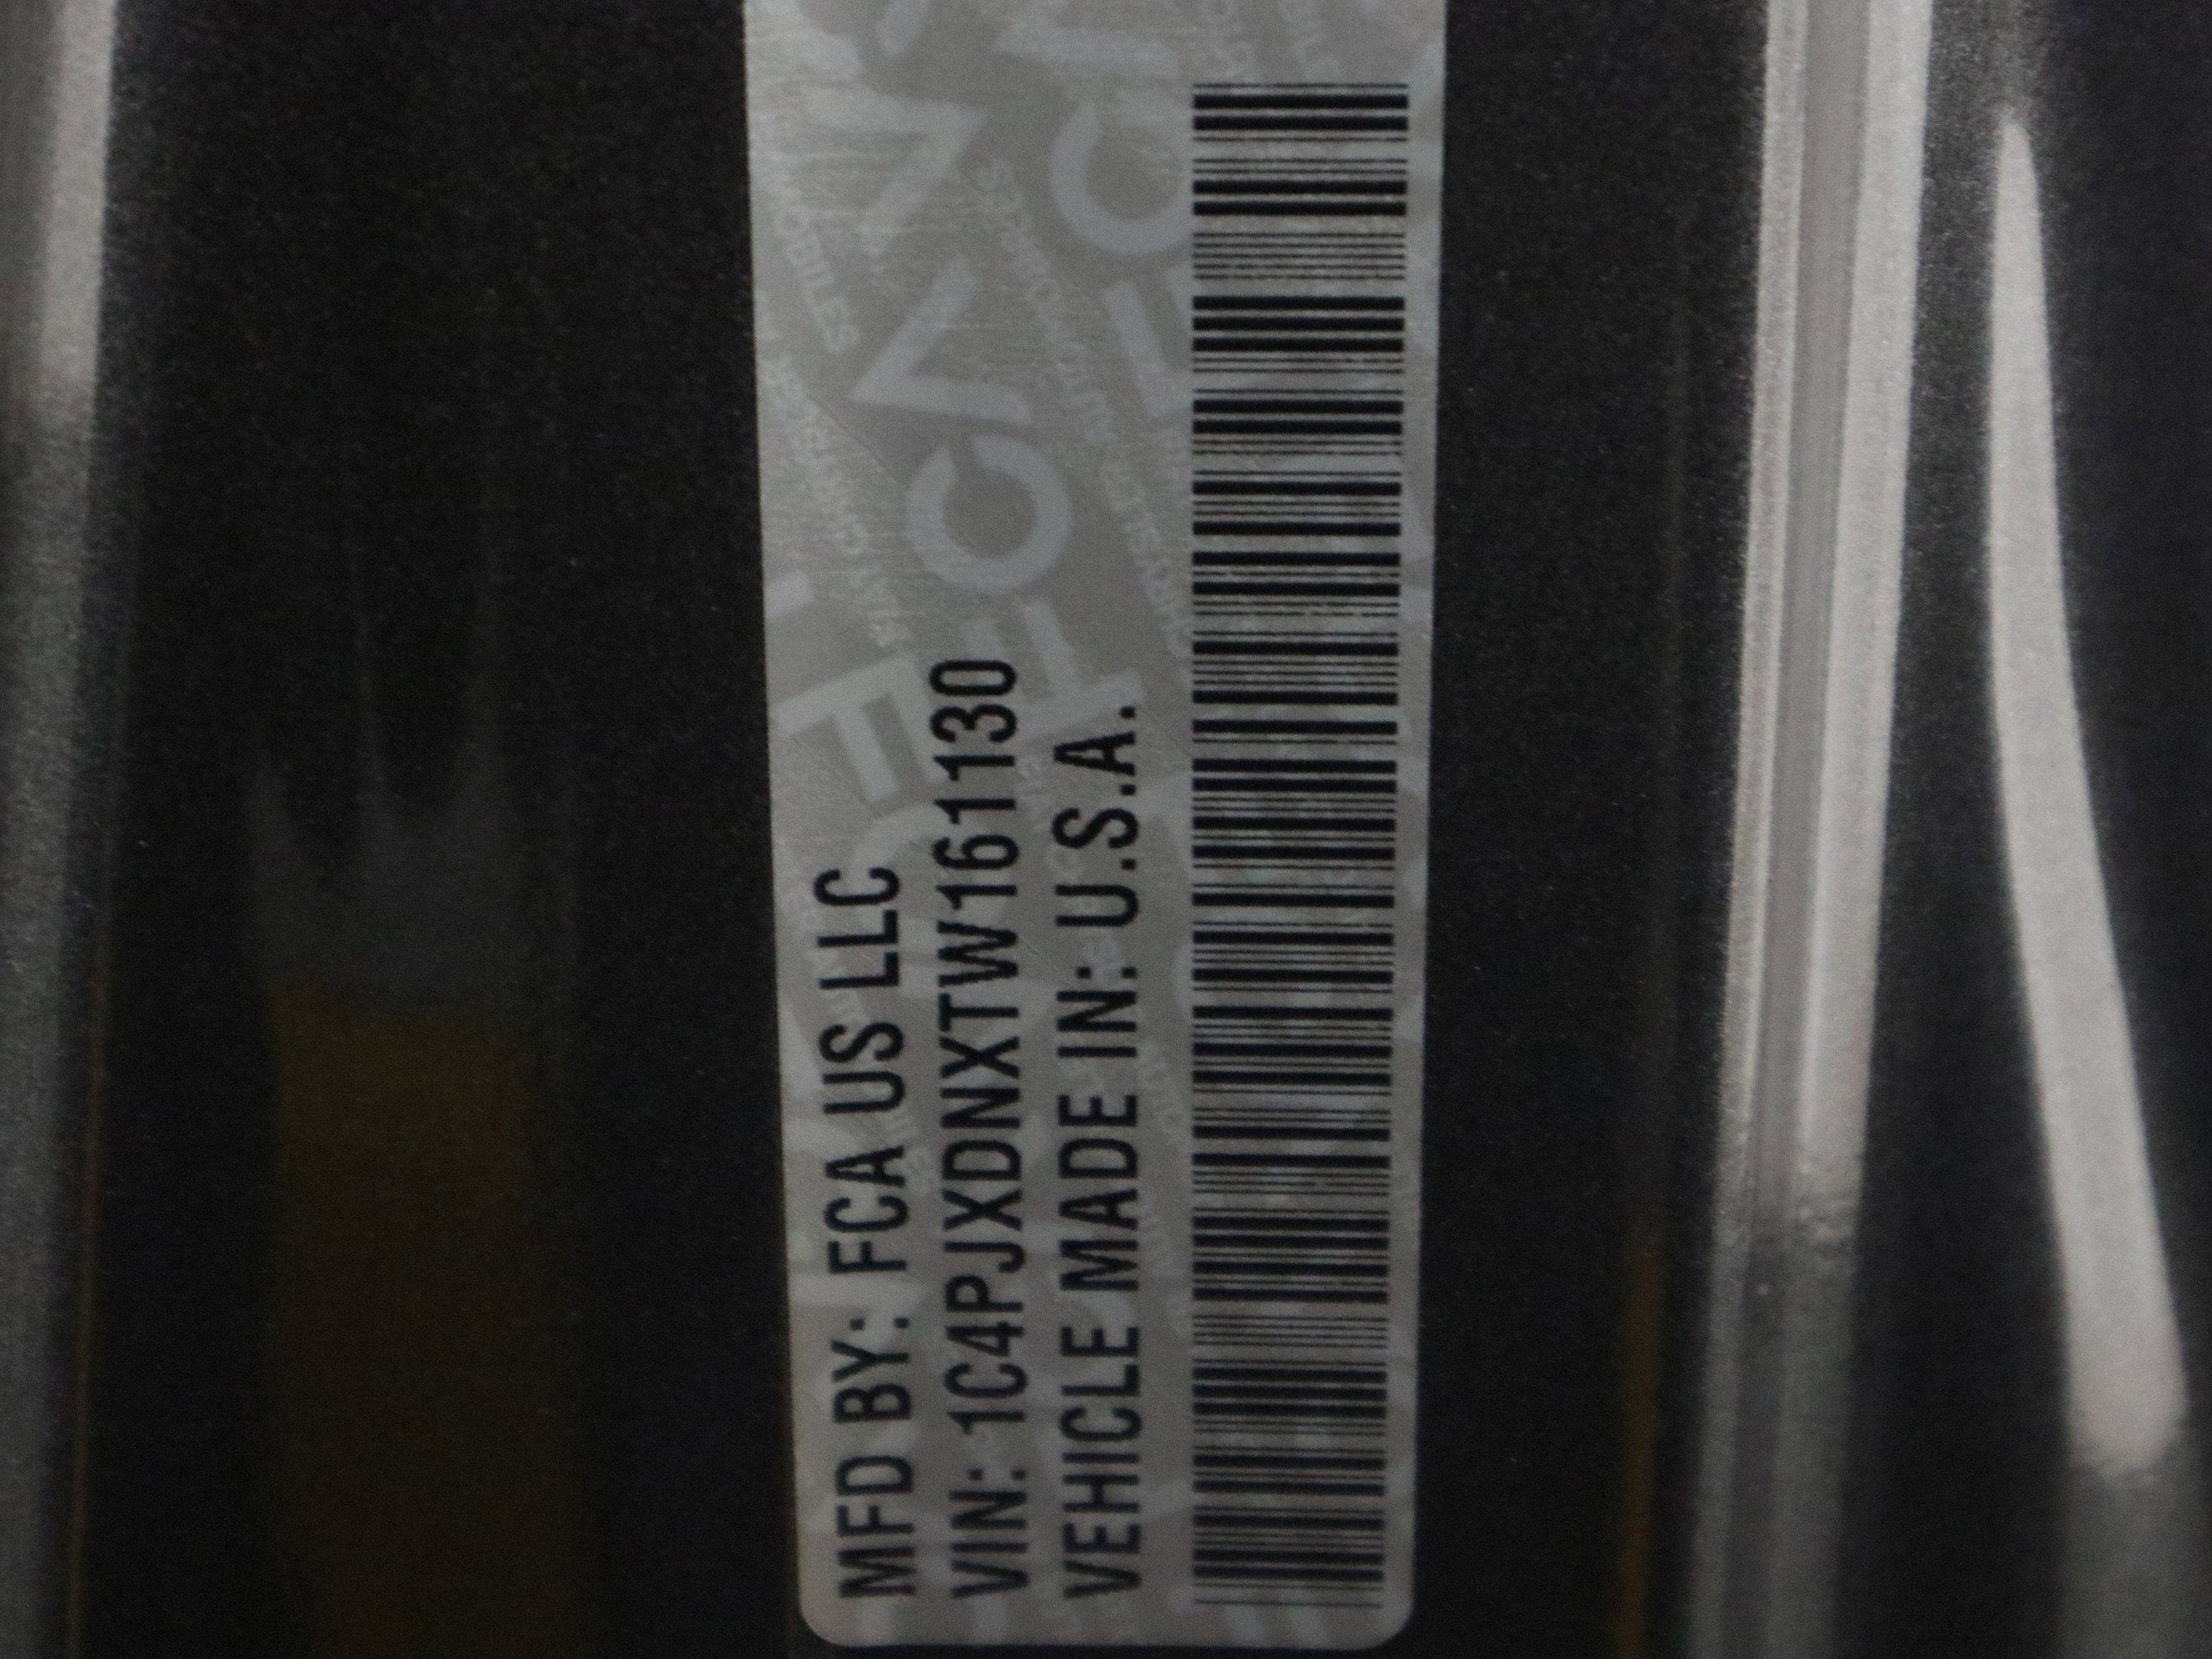 MFD BY: FCA US LLC
VIN: 1C4PJXDNXTW161130
VEHICLE MADE IN: U.S.A.